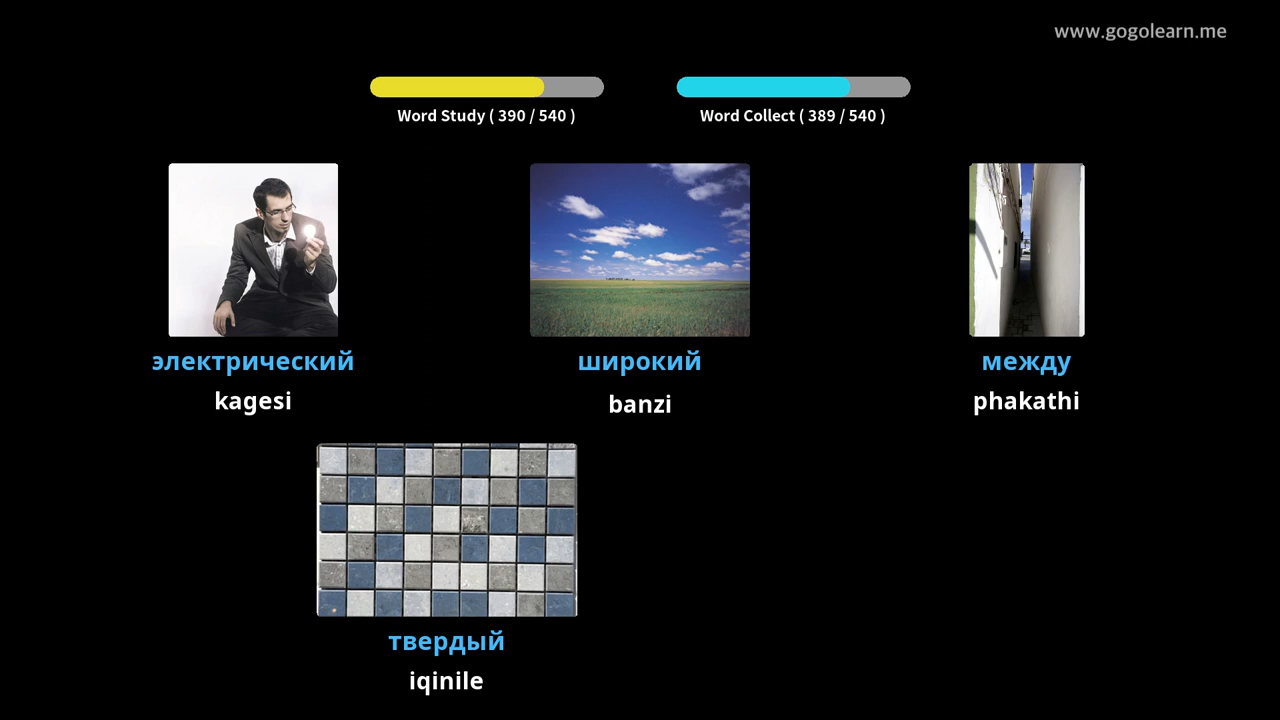 www.gogolearn.me
Word Study ( 390 / 540 )
Word Collect ( 389 / 540 )
электрический
kagesi
широкий
banzi
между
phakathi
твердый
iqinile